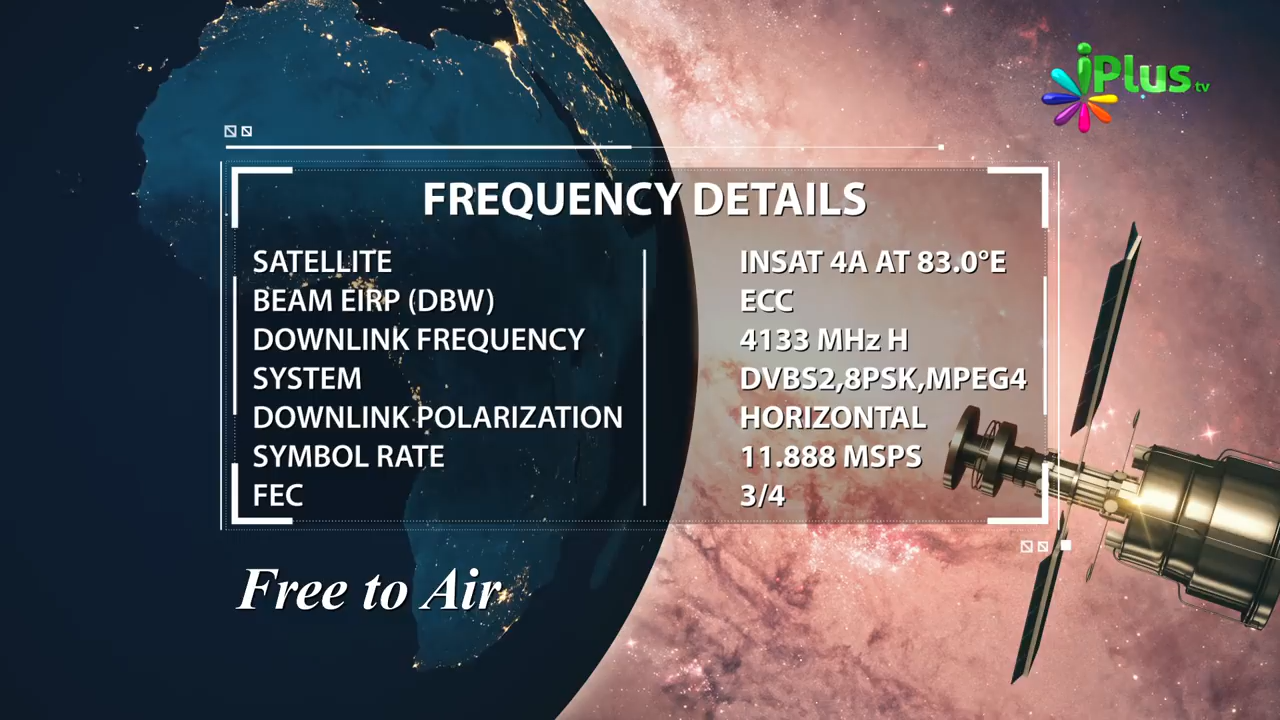 iPlus tv
FREQUENCY DETAILS
SATELLITE INSAT 4A AT 83.0°E
BEAM EIRP (DBW) ECC
DOWNLINK FREQUENCY 4133 MHz H
SYSTEM DVBS2,8PSK,MPEG4
DOWNLINK POLARIZATION HORIZONTAL
SYMBOL RATE 11.888 MSPS
FEC 3/4
Free to Air